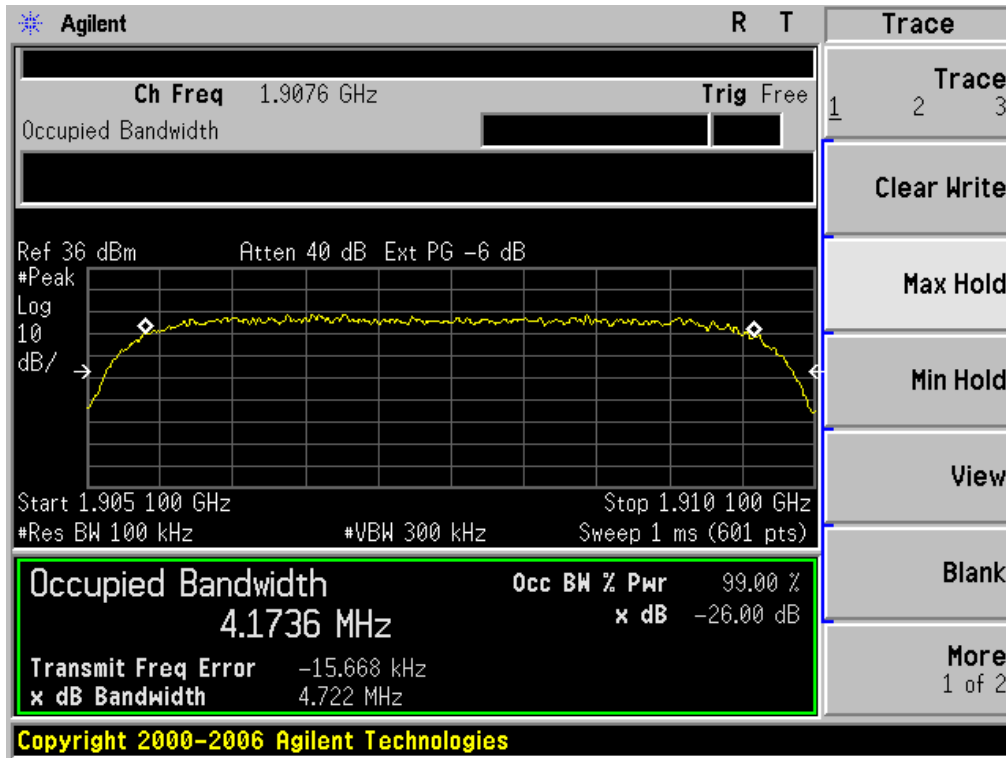 Agilent R T Trace
Ch Freq 1.9076 GHz Trig Free
Occupied Bandwidth
Trace
1 2 3
Clear Write
Max Hold
Min Hold
View
Blank
More
1 of 2
Ref 36 dBm Atten 40 dB Ext PG -6 dB
#Peak
Log
10
dB/
Start 1.905 100 GHz Stop 1.910 100 GHz
#Res BW 100 kHz #VBW 300 kHz Sweep 1 ms (601 pts)
Occupied Bandwidth Occ BW % Pwr 99.00 %
4.1736 MHz x dB -26.00 dB
Transmit Freq Error -15.668 kHz
x dB Bandwidth 4.722 MHz
Copyright 2000-2006 Agilent Technologies